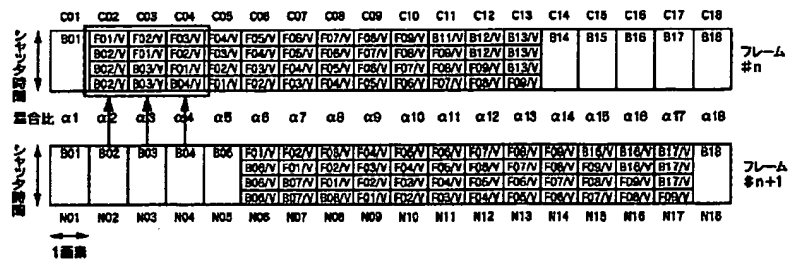 C01 C02 C03 C04 C05 C06 C07 C08 C09 C10 C11 C12 C13 C14 C15 C16 C17 C18
シャッタ時間
B01 F01/V F02/V F03/V F04/V F05/V F06/V F07/V F08/V F09/V B11/V B12/V B13/V B14 B15 B16 B17 B18
B02/V F01/V F02/V F03/V F04/V F05/V F06/V F07/V F08/V F09/V B12/V B13/V
B02/V B03/V F01/V F02/V F03/V F04/V F05/V F06/V F07/V F08/V F09/V B13/V
B02/V B03/V B04/V F01/V F02/V F03/V F04/V F05/V F06/V F07/V F08/V F09/V
フレーム
#n
混合比 α1 α2 α3 α4 α5 α6 α7 α8 α9 α10 α11 α12 α13 α14 α15 α16 α17 α18
シャッタ時間
B01 B02 B03 B04 B05 F01/V F02/V F03/V F04/V F05/V F06/V F07/V F08/V F09/V B15/V B16/V B17/V B18
B06/V F01/V F02/V F03/V F04/V F05/V F06/V F07/V F08/V F09/V B16/V B17/V
B06/V B07/V F01/V F02/V F03/V F04/V F05/V F06/V F07/V F08/V F09/V B17/V
B06/V B07/V B08/V F01/V F02/V F03/V F04/V F05/V F06/V F07/V F08/V F09/V
フレーム
#n+1
N01 N02 N03 N04 N05 N06 N07 N08 N09 N10 N11 N12 N13 N14 N15 N16 N17 N18
1画素